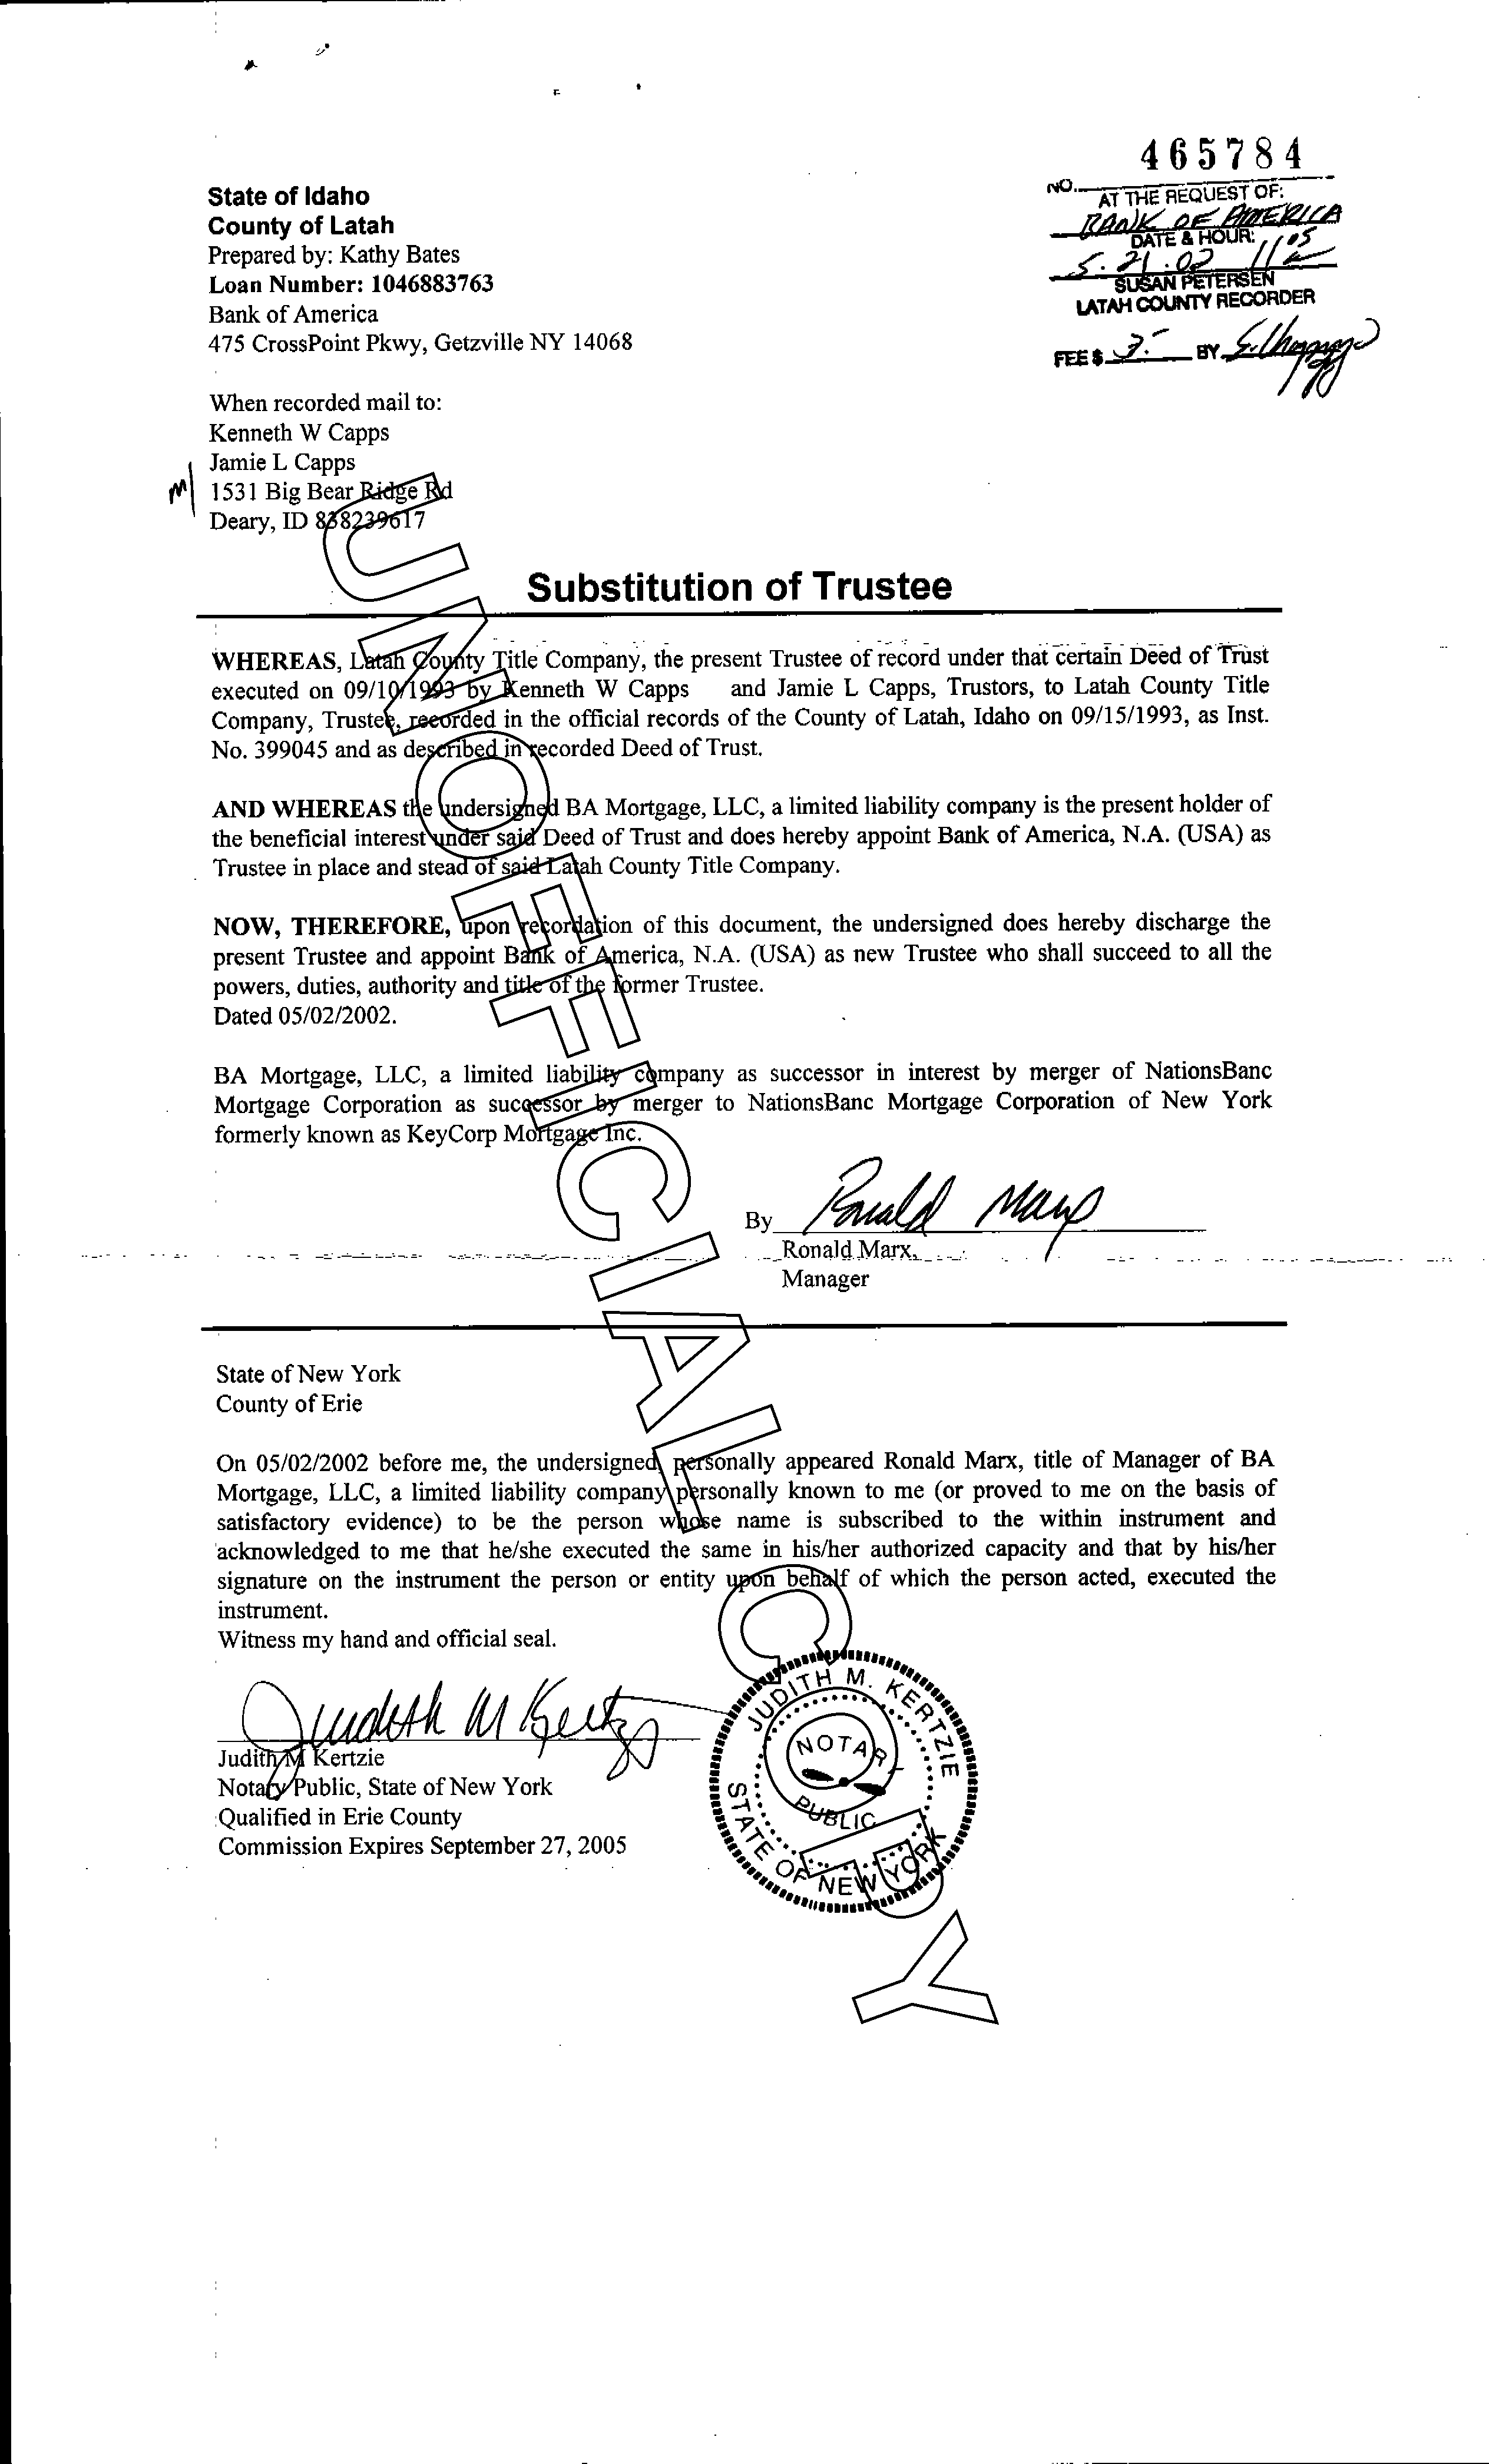 465784
NO.
AT THE REQUEST OF:
BANK OF AMERICA
DATE & HOUR: 1105
5.21.02
SUSAN PETERSEN
LATAH COUNTY RECORDER
FEE $ 3.- BY
State of Idaho
County of Latah
Prepared by: Kathy Bates
Loan Number: 1046883763
Bank of America
475 CrossPoint Pkwy, Getzville NY 14068
When recorded mail to:
Kenneth W Capps
Jamie L Capps
M 1531 Big Bear Ridge Rd
Deary, ID 838239617
Substitution of Trustee
WHEREAS, Latah County Title Company, the present Trustee of record under that certain Deed of Trust
executed on 09/10/1993 by Kenneth W Capps and Jamie L Capps, Trustors, to Latah County Title
Company, Trustee, recorded in the official records of the County of Latah, Idaho on 09/15/1993, as Inst.
No. 399045 and as described in recorded Deed of Trust.
AND WHEREAS the undersigned BA Mortgage, LLC, a limited liability company is the present holder of
the beneficial interest under said Deed of Trust and does hereby appoint Bank of America, N.A. (USA) as
Trustee in place and stead of said Latah County Title Company.
NOW, THEREFORE, upon recordation of this document, the undersigned does hereby discharge the
present Trustee and appoint Bank of America, N.A. (USA) as new Trustee who shall succeed to all the
powers, duties, authority and title of the former Trustee.
Dated 05/02/2002.
BA Mortgage, LLC, a limited liability company as successor in interest by merger of NationsBanc
Mortgage Corporation as successor by merger to NationsBanc Mortgage Corporation of New York
formerly known as KeyCorp Mortgage Inc.
By Ronald Marx
Ronald Marx,
Manager
State of New York
County of Erie
On 05/02/2002 before me, the undersigned, personally appeared Ronald Marx, title of Manager of BA
Mortgage, LLC, a limited liability company personally known to me (or proved to me on the basis of
satisfactory evidence) to be the person whose name is subscribed to the within instrument and
acknowledged to me that he/she executed the same in his/her authorized capacity and that by his/her
signature on the instrument the person or entity upon behalf of which the person acted, executed the
instrument.
Witness my hand and official seal.
Judith M Kertzie
Judith M Kertzie
Notary Public, State of New York
Qualified in Erie County
Commission Expires September 27, 2005
JUDITH M. KERTZIE
NOTARY
PUBLIC
STATE OF NEW YORK
UNOFFICIAL COPY